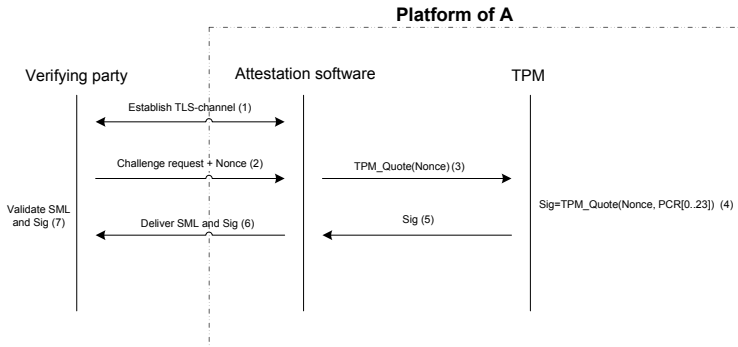 Platform of A
Verifying party
Attestation software
TPM
Establish TLS-channel (1)
Challenge request + Nonce (2)
TPM_Quote(Nonce) (3)
Sig=TPM_Quote(Nonce, PCR[0..23]) (4)
Sig (5)
Deliver SML and Sig (6)
Validate SML
and Sig (7)